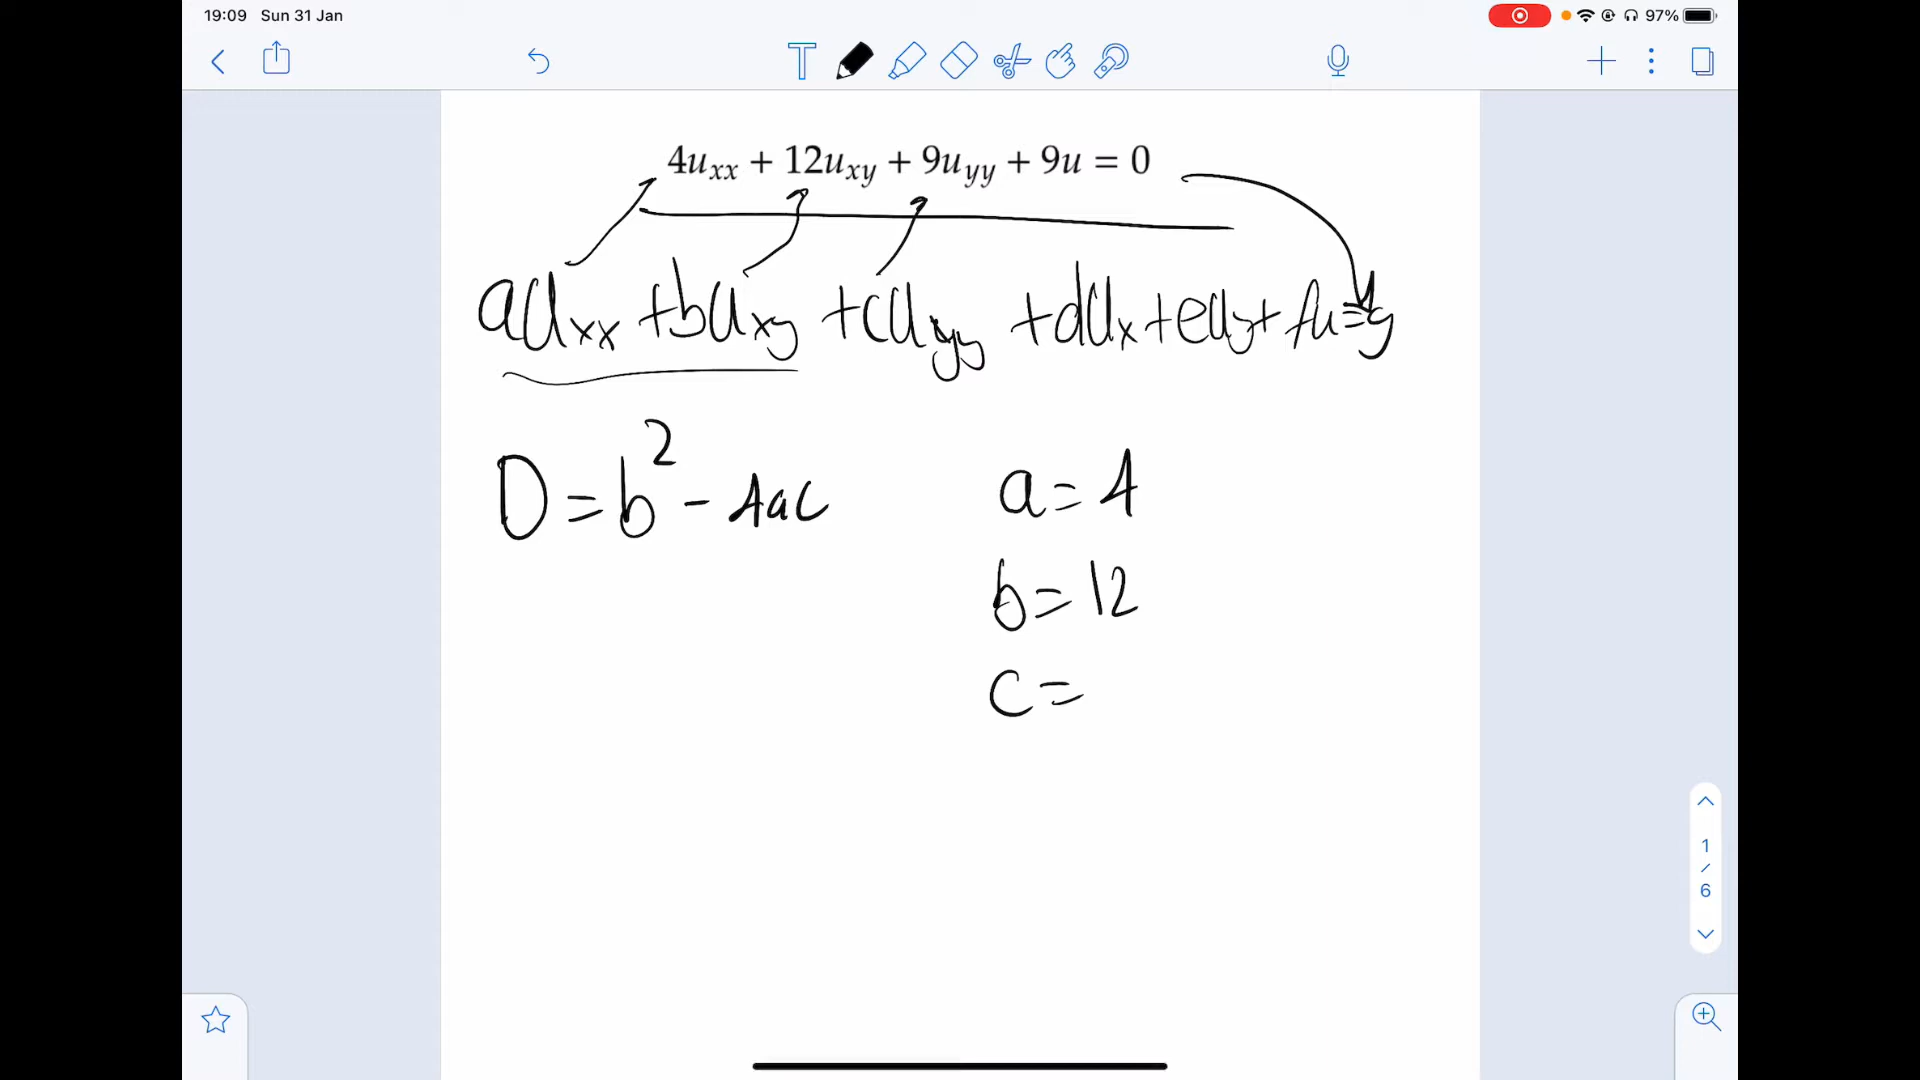 19:09 Sun 31 Jan 97%
T
4u_xx + 12u_xy + 9u_yy + 9u = 0
au_xx + bu_xy + cu_yy + du_x + eu_y + fu = g
D = b² - 4ac
a = 4
b = 12
c =
1
/
6